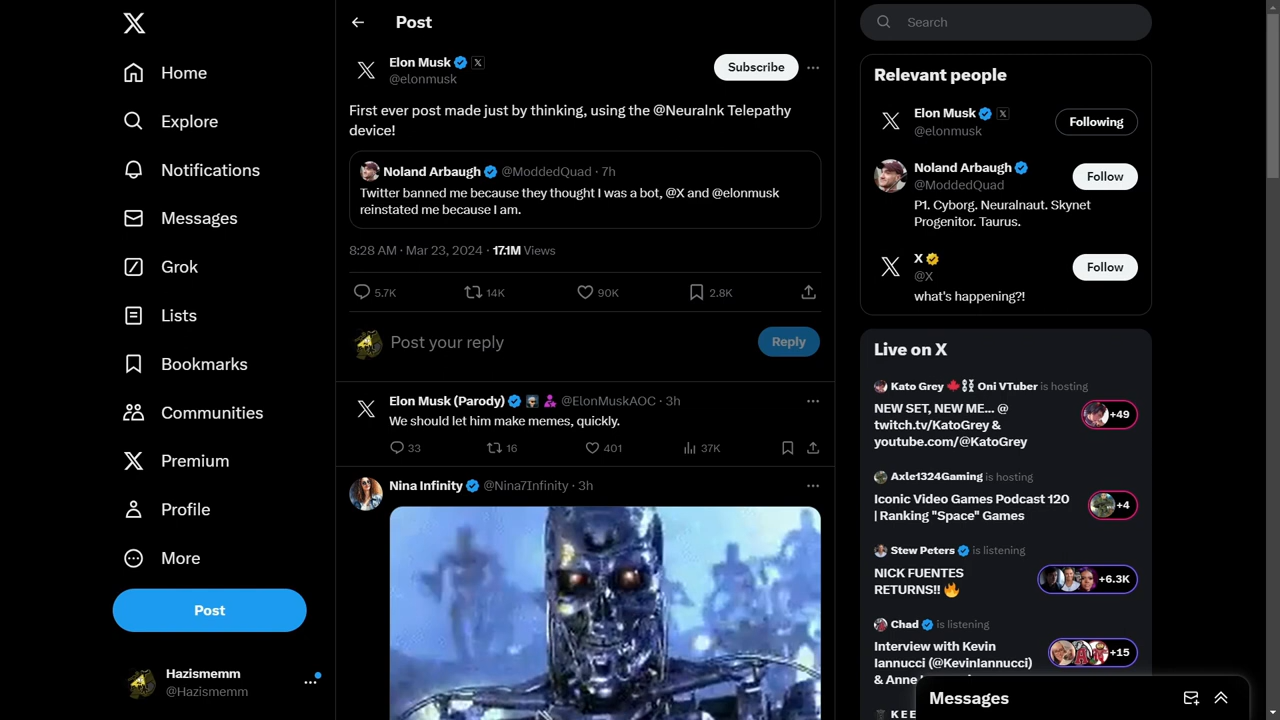 Home
Explore
Notifications
Messages
Grok
Lists
Bookmarks
Communities
Premium
Profile
More
Post
Hazismemm
@Hazismemm
Post
Elon Musk
@elonmusk
Subscribe
First ever post made just by thinking, using the @Neuralnk Telepathy
device!
Noland Arbaugh @ModdedQuad · 7h
Twitter banned me because they thought I was a bot, @X and @elonmusk
reinstated me because I am.
8:28 AM · Mar 23, 2024 · 17.1M Views
5.7K 14K 90K 2.8K
Post your reply
Reply
Elon Musk (Parody) @ElonMuskAOC · 3h
We should let him make memes, quickly.
33 16 401 37K
Nina Infinity @Nina7Infinity · 3h
Search
Relevant people
Elon Musk
@elonmusk
Following
Noland Arbaugh
@ModdedQuad
Follow
P1. Cyborg. Neuralnaut. Skynet
Progenitor. Taurus.
X
@X
Follow
what's happening?!
Live on X
Kato Grey Oni VTuber is hosting
NEW SET, NEW ME... @
twitch.tv/KatoGrey &
youtube.com/@KatoGrey
+49
Axle1324Gaming is hosting
Iconic Video Games Podcast 120
| Ranking "Space" Games
+4
Stew Peters is listening
NICK FUENTES
RETURNS!! 🔥
+6.3K
Chad is listening
Interview with Kevin
Iannucci (@KevinIannucci)
& Anne
+15
Messages